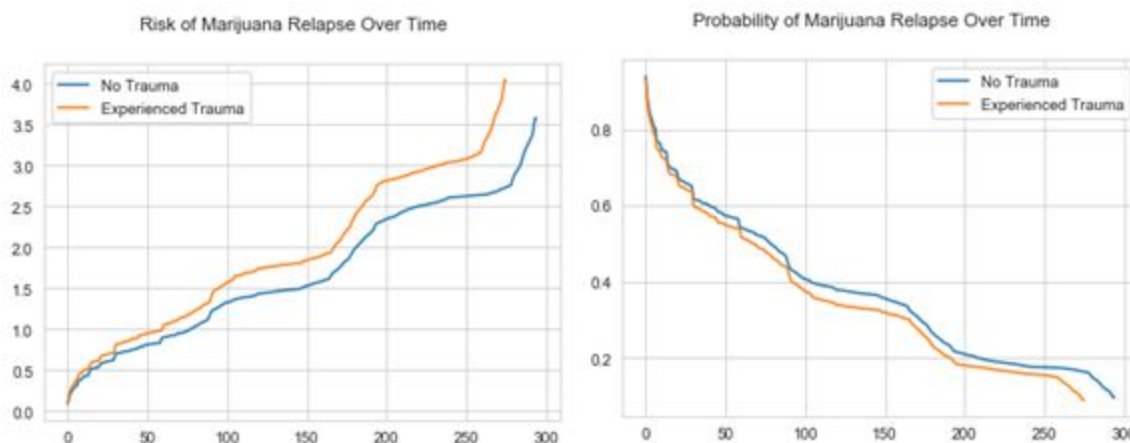 Risk of Marijuana Relapse Over Time
No Trauma
Experienced Trauma
4.0
3.5
3.0
2.5
2.0
1.5
1.0
0.5
0.0
0 50 100 150 200 250 300
Probability of Marijuana Relapse Over Time
No Trauma
Experienced Trauma
0.8
0.6
0.4
0.2
0 50 100 150 200 250 300